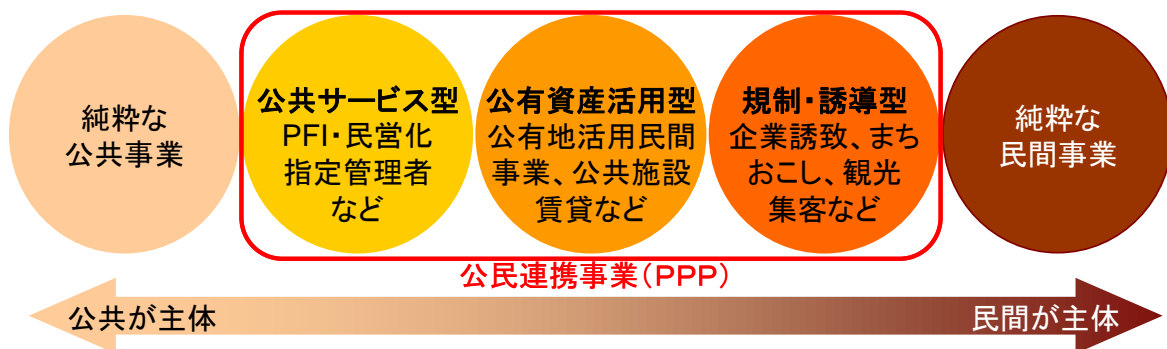 純粋な
公共事業
公共サービス型
PFI・民営化
指定管理者
など
公有資産活用型
公有地活用民間
事業、公共施設
賃貸など
規制・誘導型
企業誘致、まち
おこし、観光
集客など
純粋な
民間事業
公民連携事業（PPP）
公共が主体
民間が主体